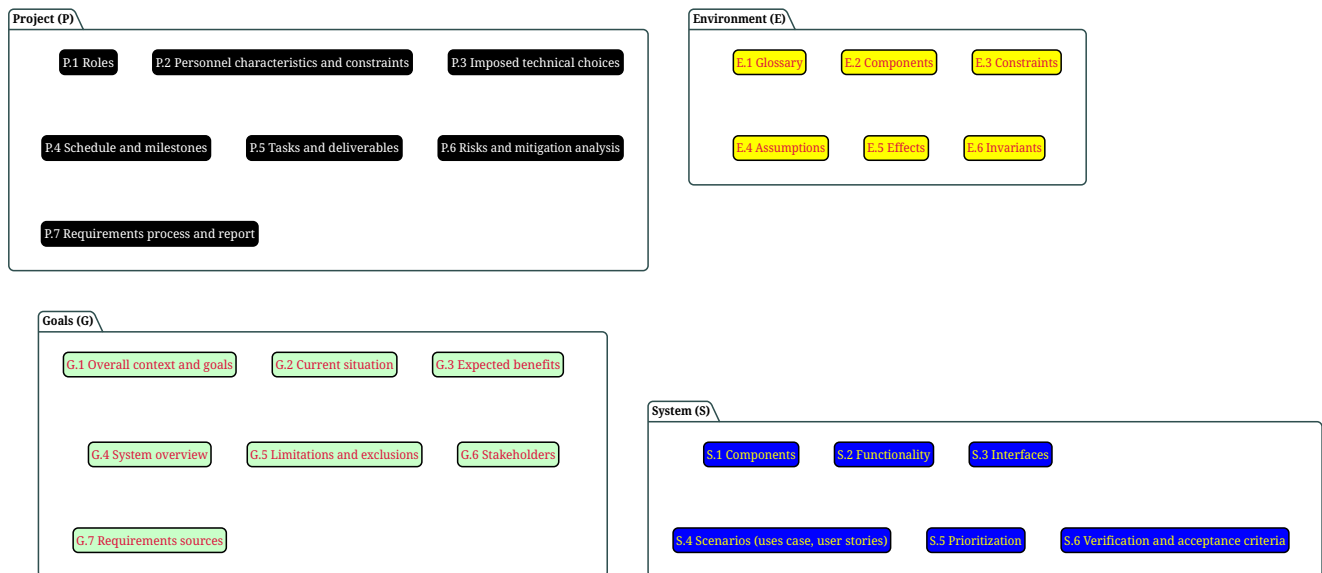 Project (P)
P.1 Roles
P.2 Personnel characteristics and constraints
P.3 Imposed technical choices
P.4 Schedule and milestones
P.5 Tasks and deliverables
P.6 Risks and mitigation analysis
P.7 Requirements process and report
Environment (E)
E.1 Glossary
E.2 Components
E.3 Constraints
E.4 Assumptions
E.5 Effects
E.6 Invariants
Goals (G)
G.1 Overall context and goals
G.2 Current situation
G.3 Expected benefits
G.4 System overview
G.5 Limitations and exclusions
G.6 Stakeholders
G.7 Requirements sources
System (S)
S.1 Components
S.2 Functionality
S.3 Interfaces
S.4 Scenarios (uses case, user stories)
S.5 Prioritization
S.6 Verification and acceptance criteria